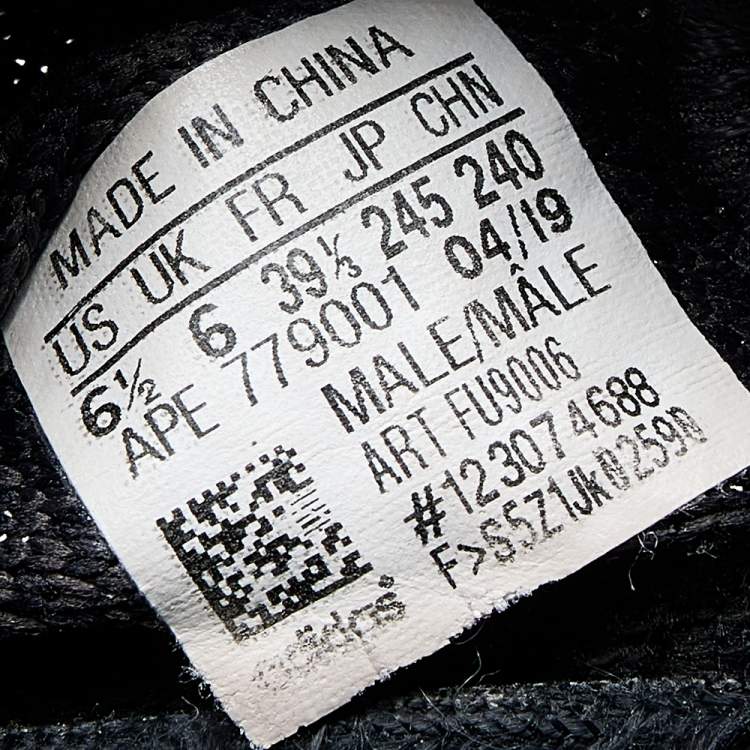 MADE IN CHINA
US UK FR JP CHN
6½ 6 39⅓ 245 240
APE 779001 04/19
MALE/MÂLE
ART FU9006
#123074688
F>S5Z1JK02590
adidas